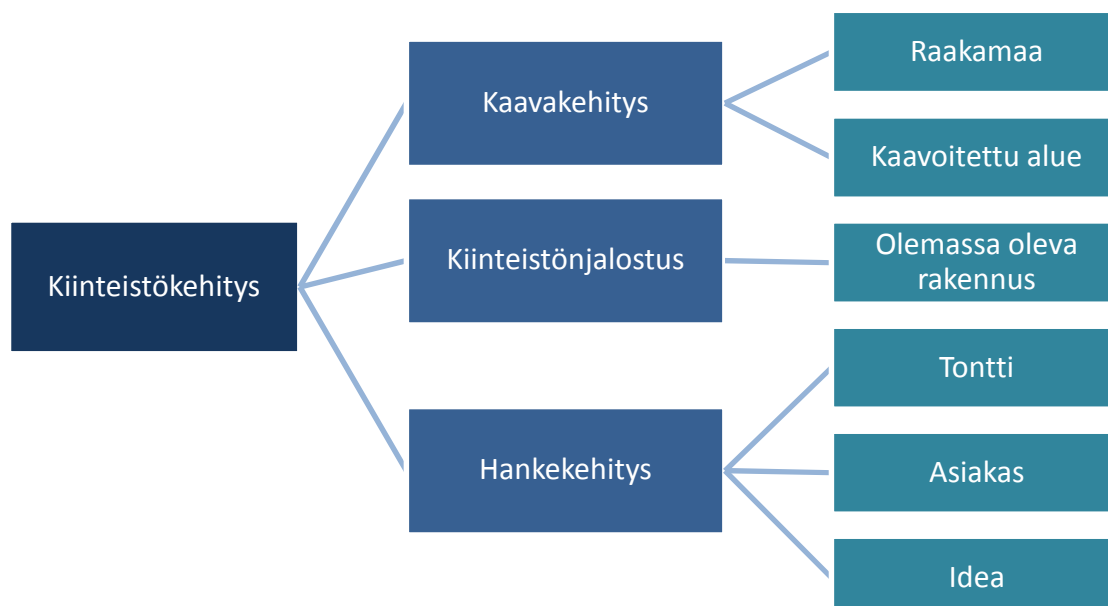 Kiinteistökehitys
Kaavakehitys
Raakamaa
Kaavoitettu alue
Kiinteistönjalostus
Olemassa oleva
rakennus
Hankekehitys
Tontti
Asiakas
Idea